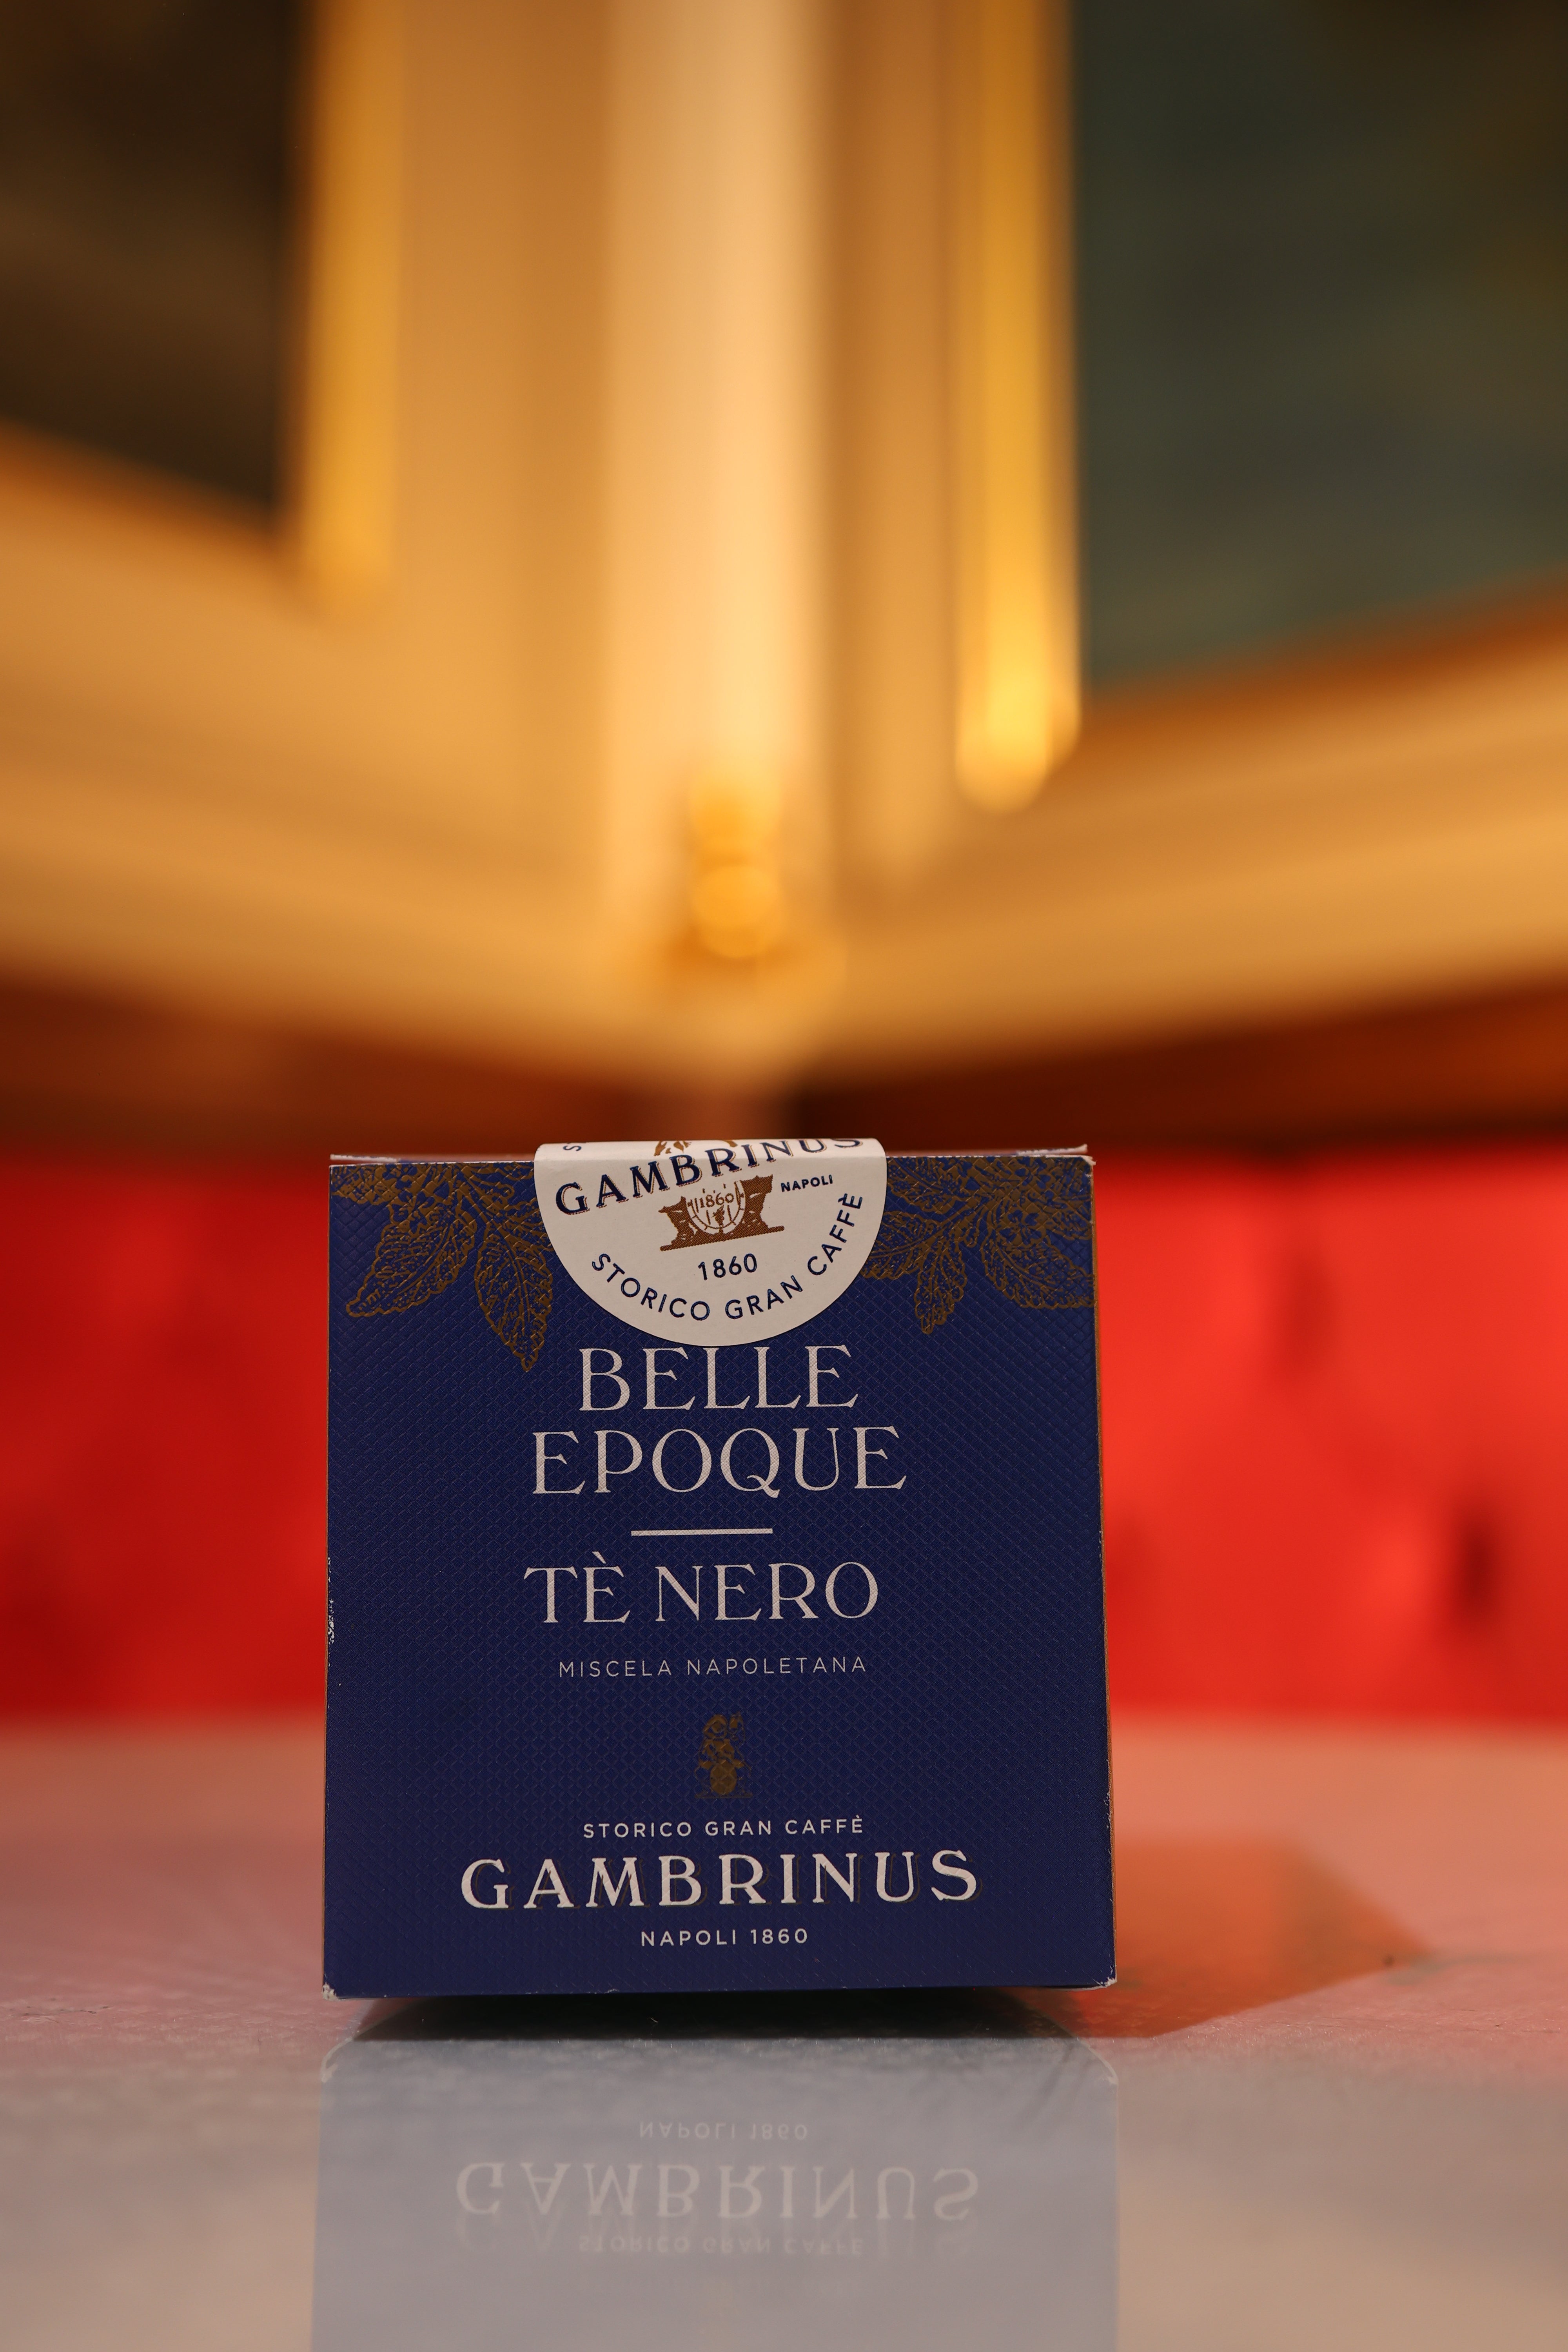 GAMBRINUS
NAPOLI
1860
1860
STORICO GRAN CAFFÈ
BELLE
EPOQUE
TÈ NERO
MISCELA NAPOLETANA
STORICO GRAN CAFFÈ
GAMBRINUS
NAPOLI 1860